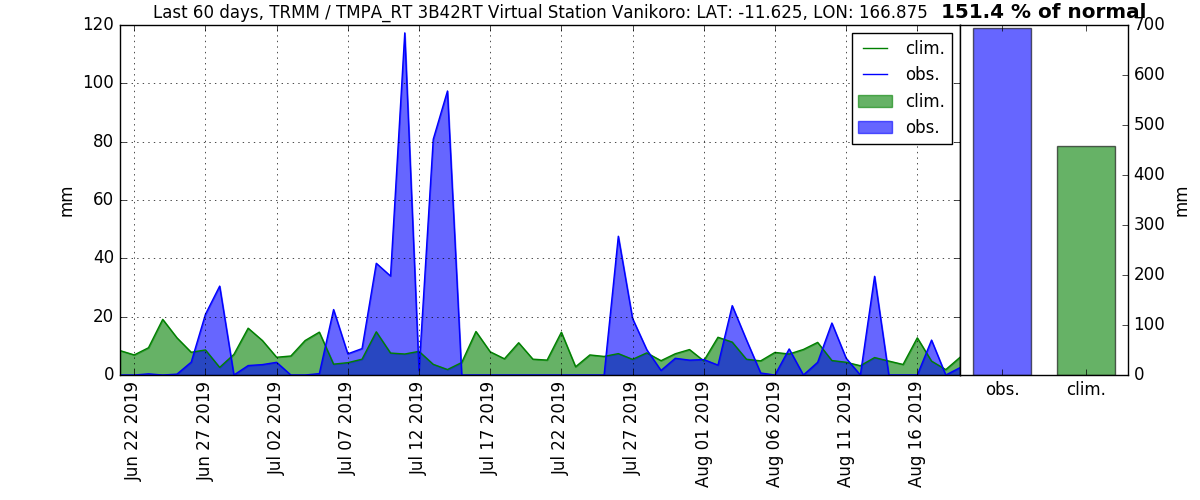 Last 60 days, TRMM / TMPA_RT 3B42RT Virtual Station Vanikoro: LAT: -11.625, LON: 166.875
151.4 % of normal
120
100
80
60
40
20
0
mm
clim.
obs.
clim.
obs.
Jun 22 2019
Jun 27 2019
Jul 02 2019
Jul 07 2019
Jul 12 2019
Jul 17 2019
Jul 22 2019
Jul 27 2019
Aug 01 2019
Aug 06 2019
Aug 11 2019
Aug 16 2019
700
600
500
400
300
200
100
0
mm
obs.
clim.